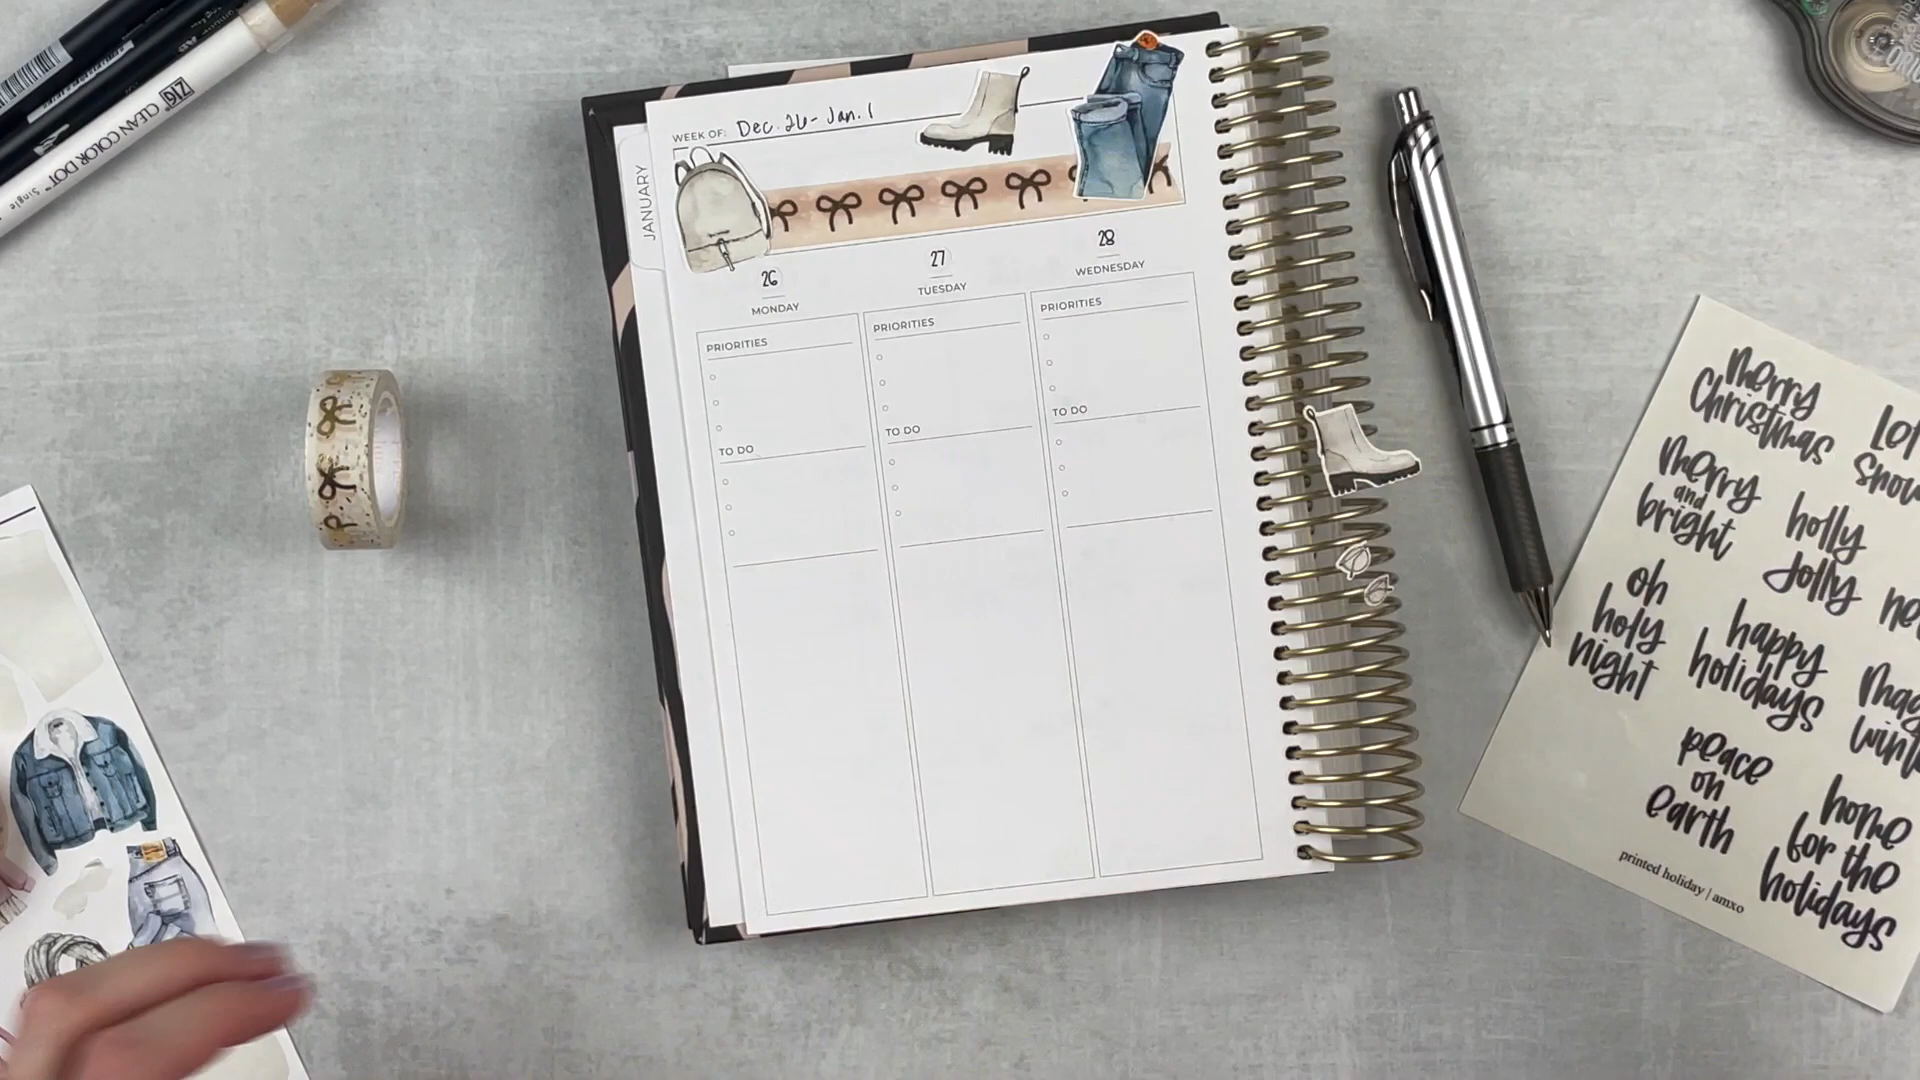 ZIG CLEAN COLOR DOT™ Single
JANUARY
WEEK OF: Dec. 26 - Jan. 1
26
MONDAY
PRIORITIES
TO DO
27
TUESDAY
PRIORITIES
TO DO
28
WEDNESDAY
PRIORITIES
TO DO
merry
Christmas
merry
and
bright
holly
jolly
oh
holy
night
happy
holidays
peace
on
earth
home
for the
holidays
printed holiday | amxo